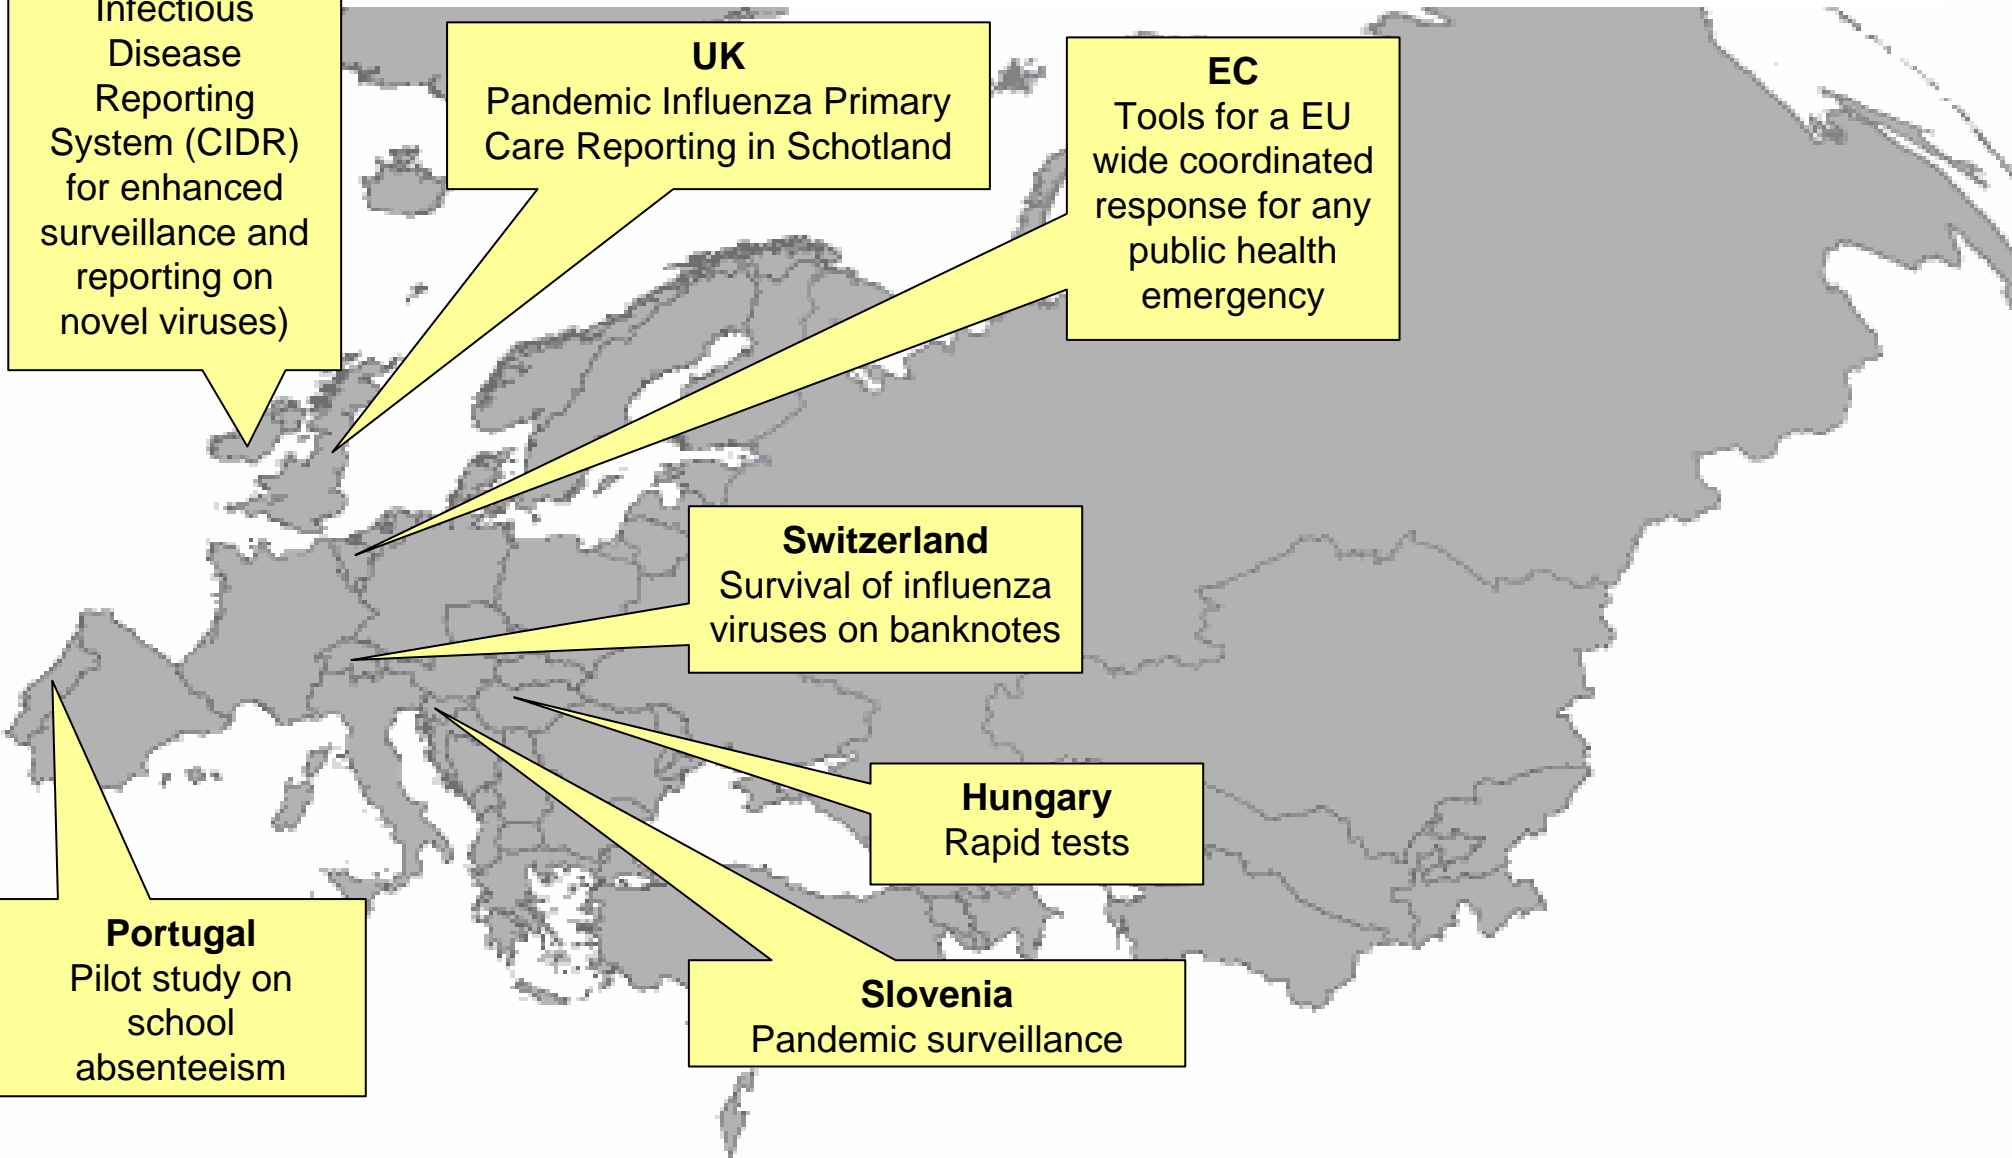 Infectious
Disease
Reporting
System (CIDR)
for enhanced
surveillance and
reporting on
novel viruses)
UK
Pandemic Influenza Primary
Care Reporting in Schotland
EC
Tools for a EU
wide coordinated
response for any
public health
emergency
Switzerland
Survival of influenza
viruses on banknotes
Hungary
Rapid tests
Portugal
Pilot study on
school
absenteeism
Slovenia
Pandemic surveillance